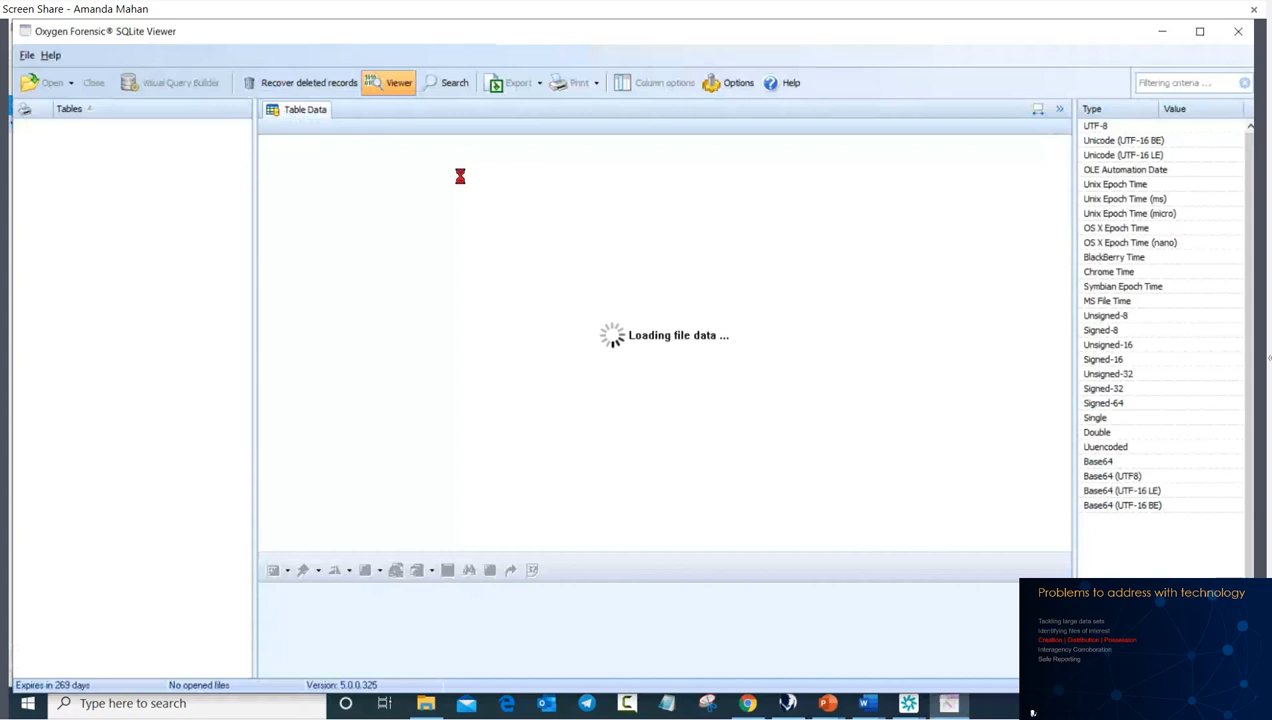 Screen Share - Amanda Mahan
Oxygen Forensic® SQLite Viewer
File Help
Open Close Visual Query Builder Recover deleted records Viewer Search Export Print Column options Options Help Filtering criteria ...
Tables
Table Data
Type Value
UTF-8
Unicode (UTF-16 BE)
Unicode (UTF-16 LE)
OLE Automation Date
Unix Epoch Time
Unix Epoch Time (ms)
Unix Epoch Time (micro)
OS X Epoch Time
OS X Epoch Time (nano)
BlackBerry Time
Chrome Time
Symbian Epoch Time
MS File Time
Unsigned-8
Signed-8
Unsigned-16
Signed-16
Unsigned-32
Signed-32
Signed-64
Single
Double
Uuencoded
Base64
Base64 (UTF8)
Base64 (UTF-16 LE)
Base64 (UTF-16 BE)
Loading file data ...
Problems to address with technology
Tackling large data sets
Identifying files of interest
Creation | Distribution | Possession
Interagency Corroboration
Safe Reporting
Expires in 269 days No opened files Version: 5.0.0.325
Type here to search